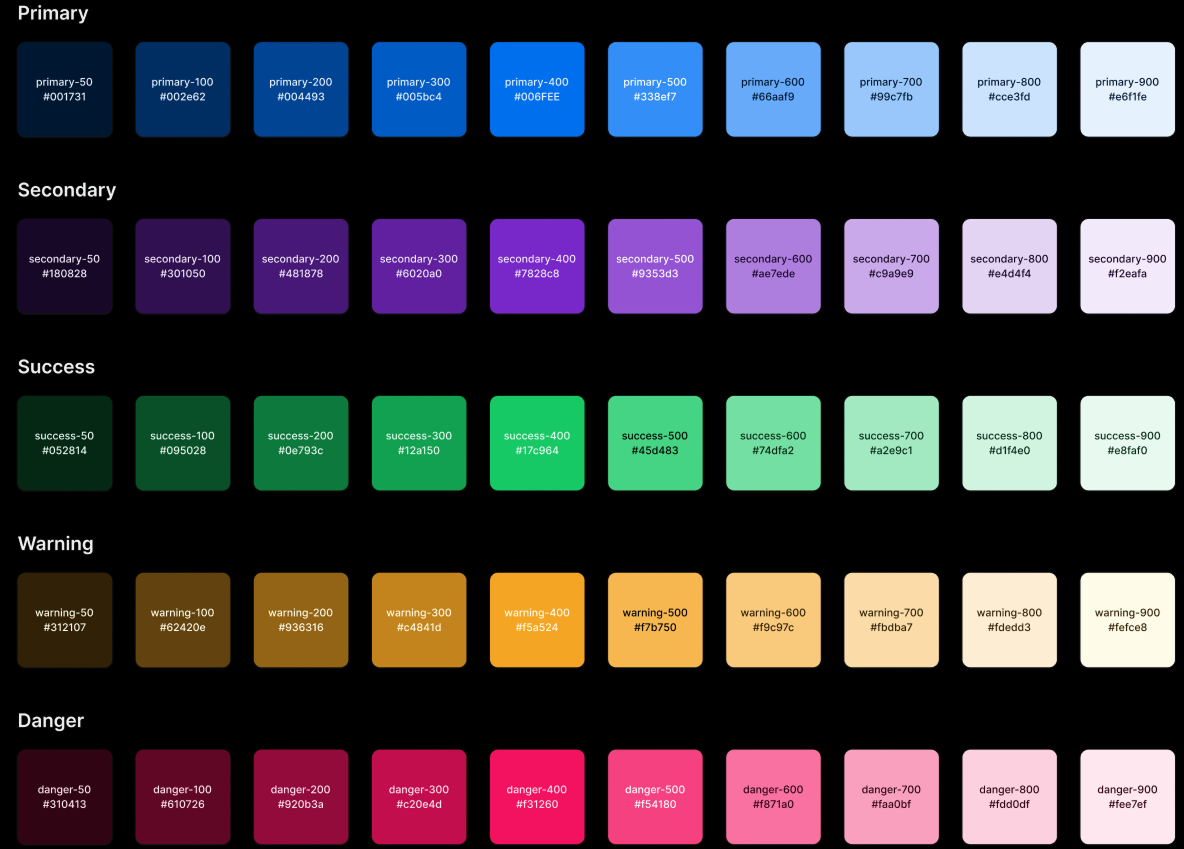 Primary
primary-50 primary-100 primary-200 primary-300 primary-400 primary-500 primary-600 primary-700 primary-800 primary-900
#001731 #002e62 #004493 #005bc4 #006FEE #338ef7 #66aaf9 #99c7fb #cce3fd #e6f1fe
Secondary
secondary-50 secondary-100 secondary-200 secondary-300 secondary-400 secondary-500 secondary-600 secondary-700 secondary-800 secondary-900
#180828 #301050 #481878 #6020a0 #7828c8 #9353d3 #ae7ede #c9a9e9 #e4d4f4 #f2eafa
Success
success-50 success-100 success-200 success-300 success-400 success-500 success-600 success-700 success-800 success-900
#052814 #095028 #0e793c #12a150 #17c964 #45d483 #74dfa2 #a2e9c1 #d1f4e0 #e8faf0
Warning
warning-50 warning-100 warning-200 warning-300 warning-400 warning-500 warning-600 warning-700 warning-800 warning-900
#312107 #62420e #936316 #c4841d #f5a524 #f7b750 #f9c97c #fbdba7 #fdedd3 #fefce8
Danger
danger-50 danger-100 danger-200 danger-300 danger-400 danger-500 danger-600 danger-700 danger-800 danger-900
#310413 #610726 #920b3a #c20e4d #f31260 #f54180 #f871a0 #faa0bf #fdd0df #fee7ef